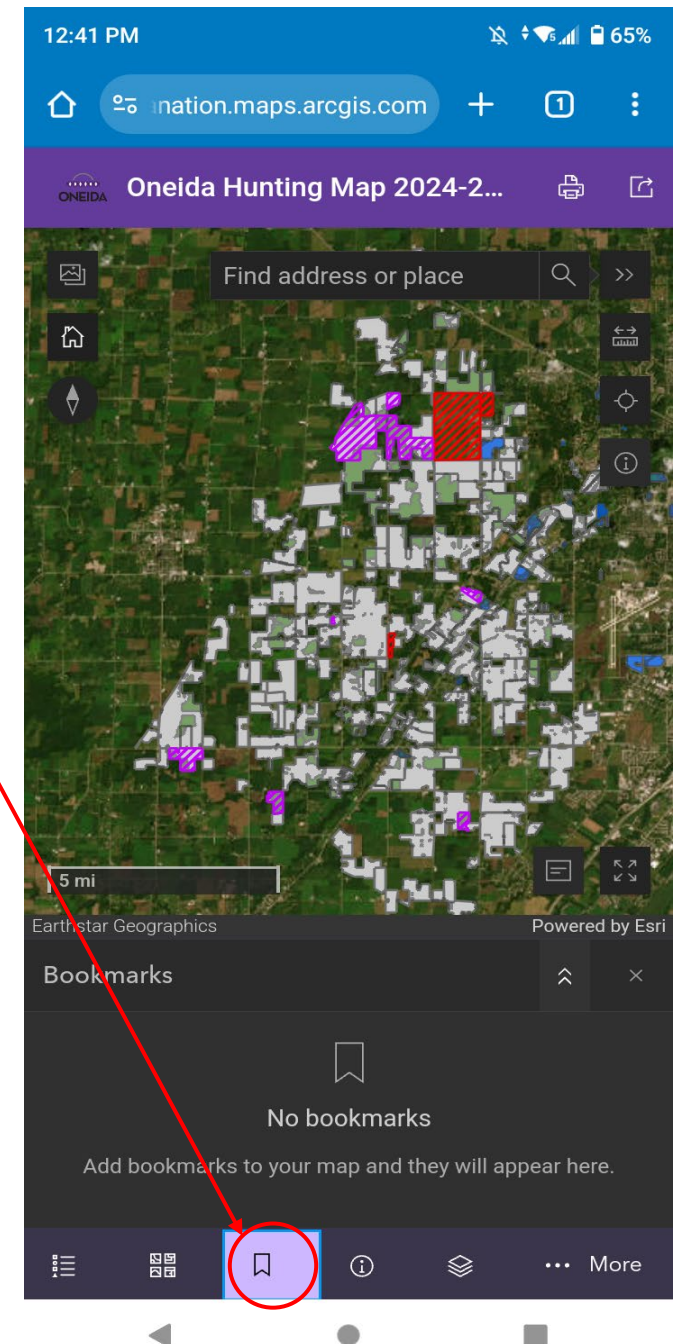 12:41 PM
5
65%
nation.maps.arcgis.com
1
ONEIDA
Oneida Hunting Map 2024-2...
Find address or place
5 mi
Earthstar Geographics
Powered by Esri
Bookmarks
No bookmarks
Add bookmarks to your map and they will appear here.
More